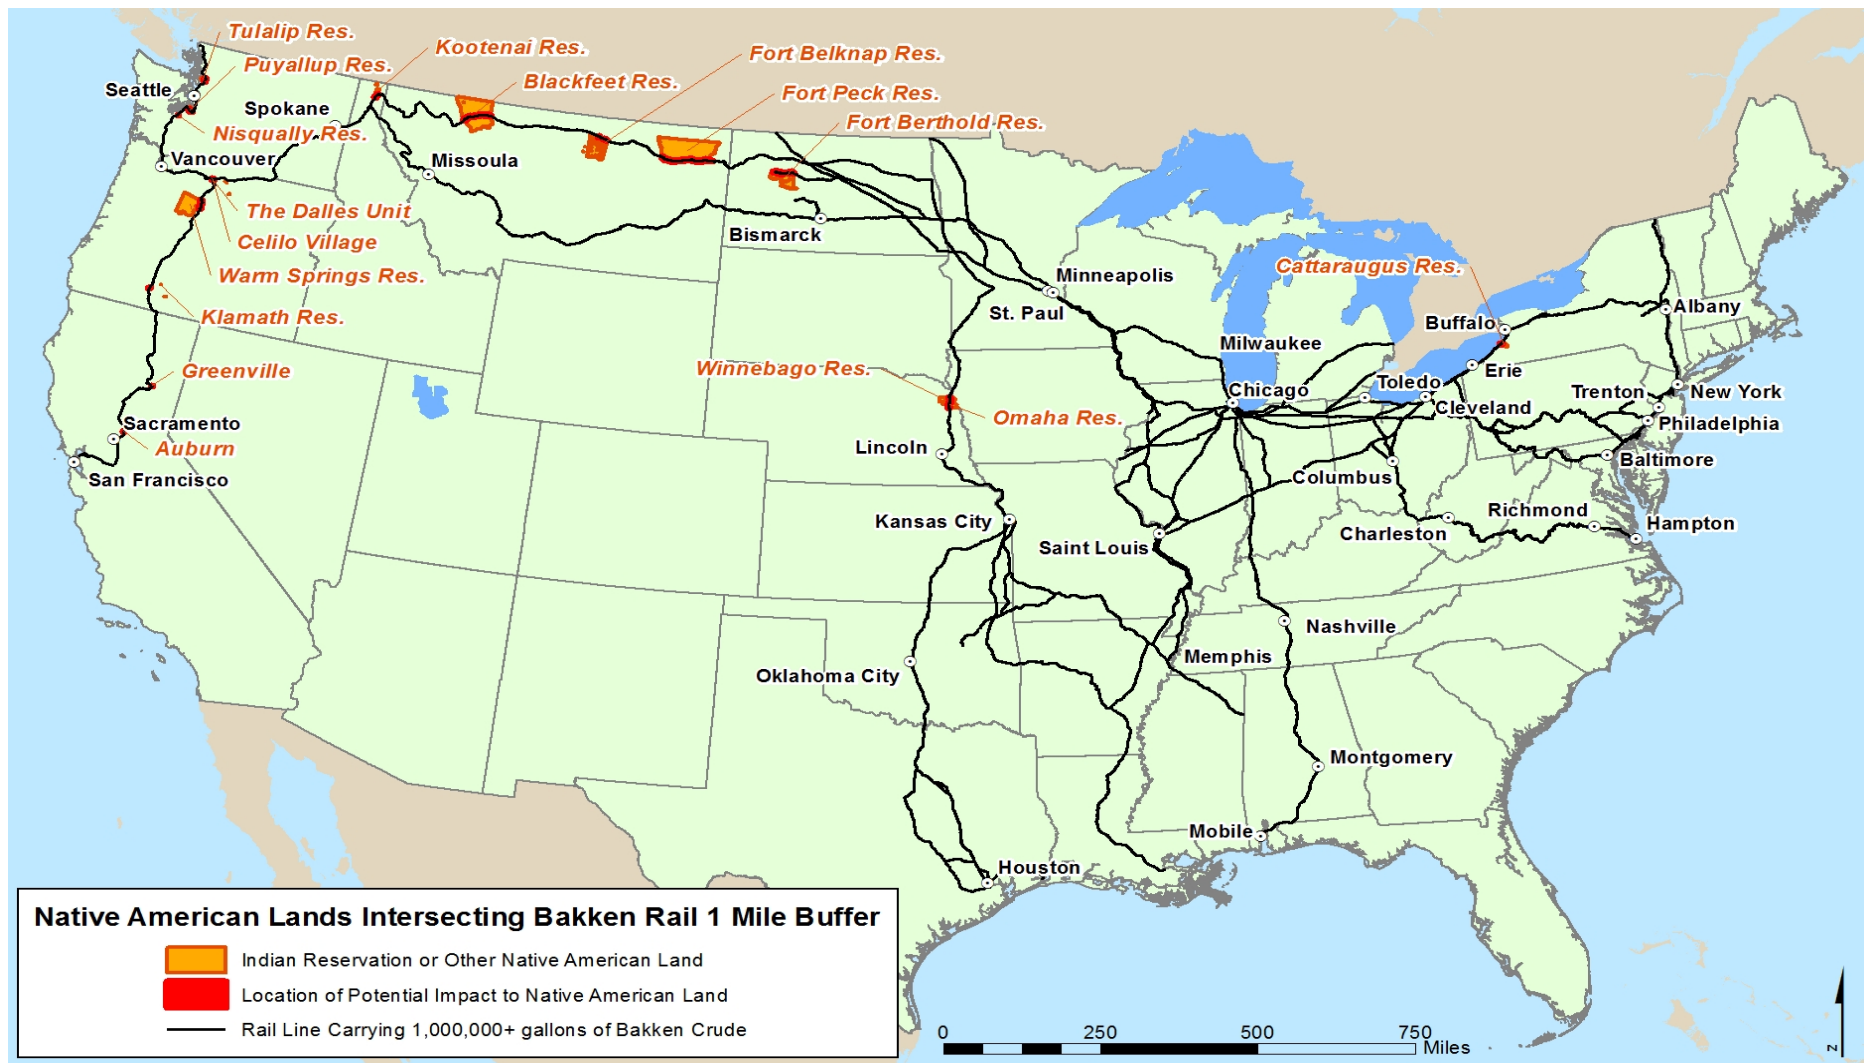 Tulalip Res.
Kootenai Res.
Fort Belknap Res.
Puyallup Res.
Blackfeet Res.
Seattle
Fort Peck Res.
Spokane
Fort Berthold Res.
Nisqually Res.
Vancouver
Missoula
The Dalles Unit
Bismarck
Celilo Village
Cattaraugus Res.
Warm Springs Res.
Minneapolis
Albany
St. Paul
Klamath Res.
Buffalo
Milwaukee
Winnebago Res.
Greenville
Erie
Toledo
Chicago
Trenton
New York
Cleveland
Omaha Res.
Sacramento
Philadelphia
Auburn
Lincoln
Baltimore
San Francisco
Columbus
Richmond
Kansas City
Hampton
Charleston
Saint Louis
Nashville
Memphis
Oklahoma City
Montgomery
Mobile
Houston
Native American Lands Intersecting Bakken Rail 1 Mile Buffer
Indian Reservation or Other Native American Land
Location of Potential Impact to Native American Land
Rail Line Carrying 1,000,000+ gallons of Bakken Crude
0 250 500 750
Miles
N